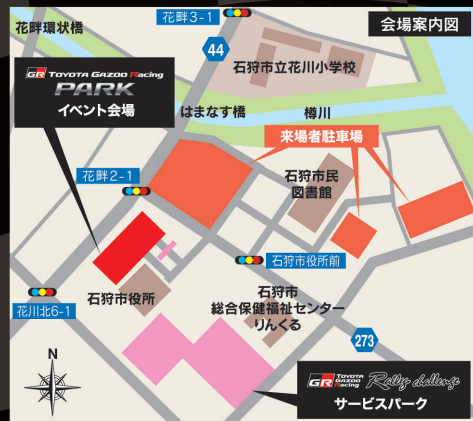 花畔3-1
会場案内図
花畔環状橋
44
石狩市立花川小学校
GR TOYOTA GAZOO Racing
PARK
イベント会場
はまなす橋
樽川
来場者駐車場
花畔2-1
石狩市民
図書館
石狩市役所前
石狩市役所
花川北6-1
石狩市
総合保健福祉センター
りんくる
273
N
GR TOYOTA GAZOO Racing Rally challenge
サービスパーク